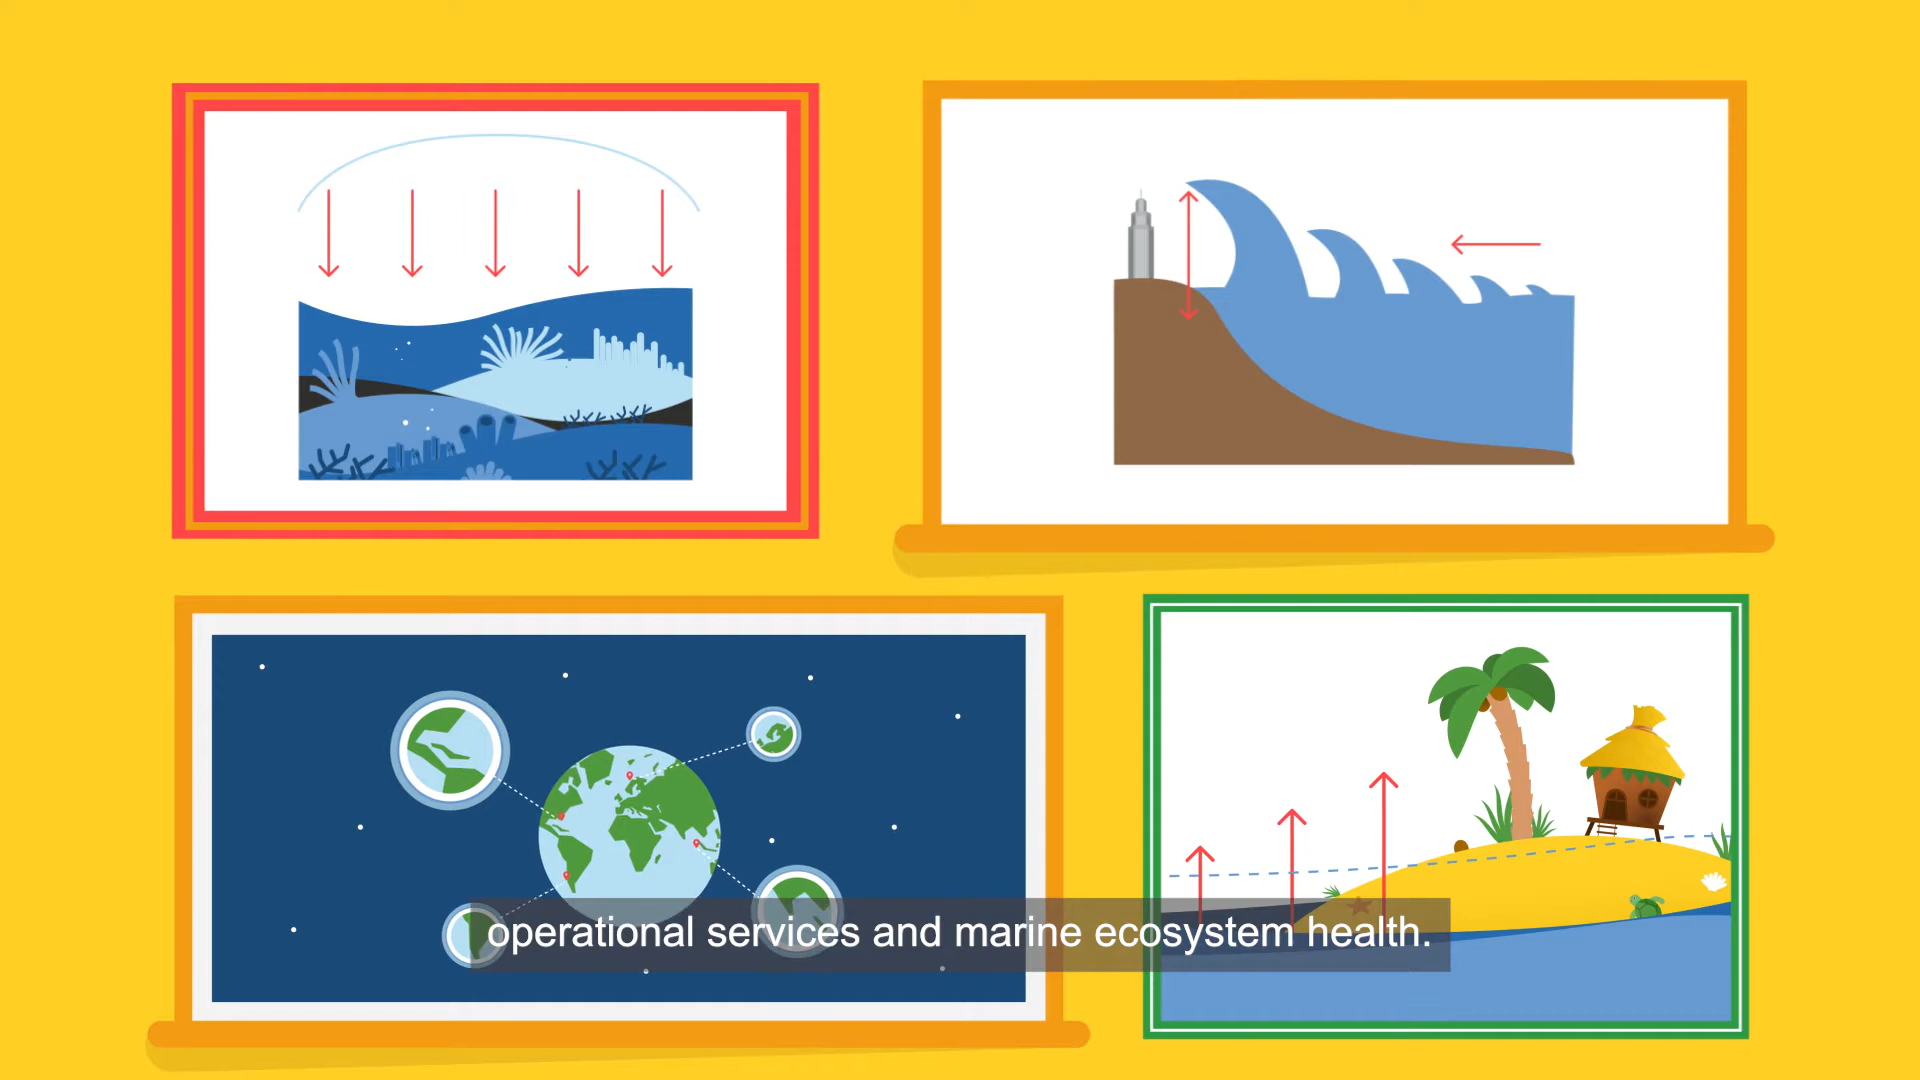 operational services and marine ecosystem health.